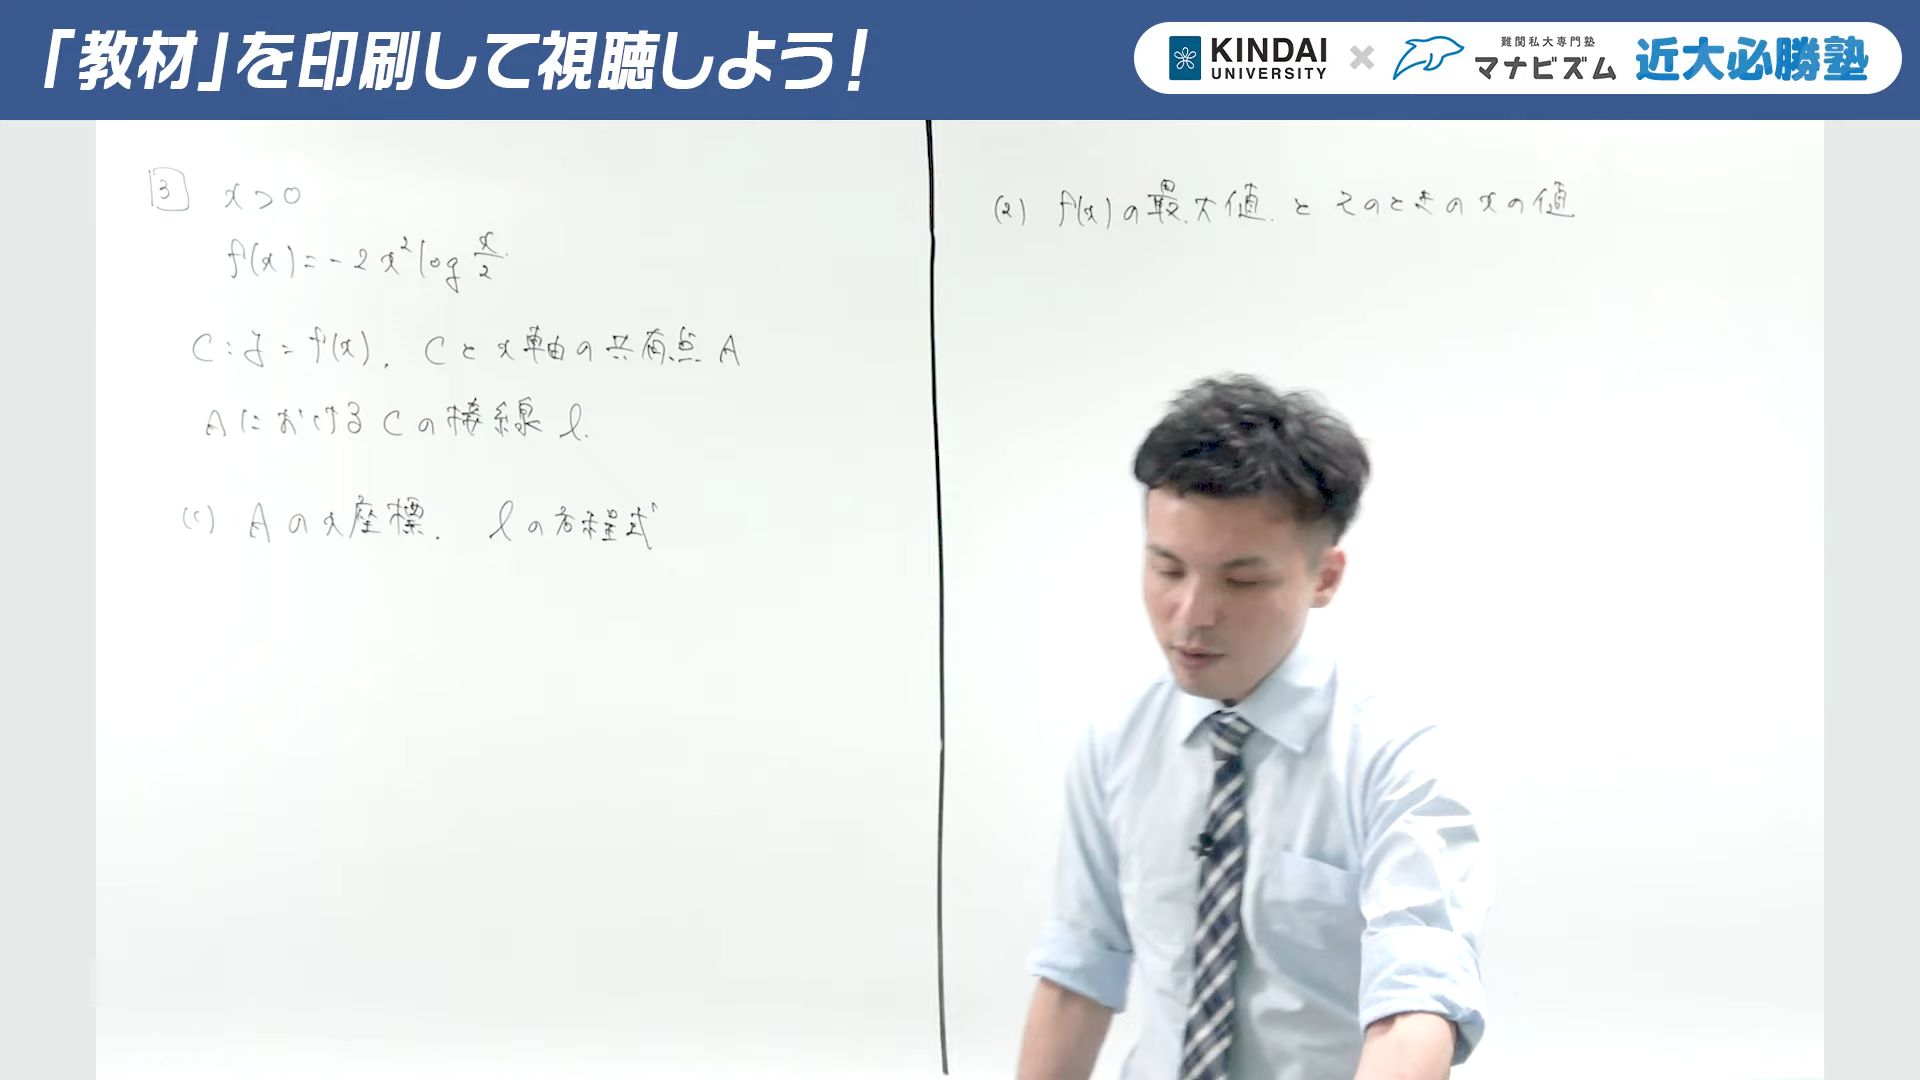 「教材」を印刷して視聴しよう!
KINDAI UNIVERSITY × 難関私大専門塾 マナビズム 近大必勝塾
3 x>0
f(x)=-2x²log x/2
C:y=f(x), Cとx軸の共有点A
AにおけるCの接線l.
(1) Aのx座標. lの方程式
(2) f(x)の最大値.とそのときのxの値